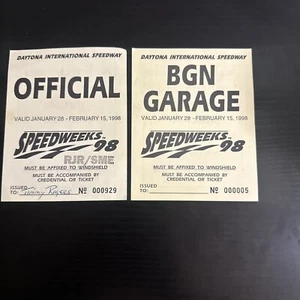 DAYTONA INTERNATIONAL SPEEDWAY
OFFICIAL
VALID JANUARY 28 - FEBRUARY 15, 1998
SPEEDWEEKS 98
RJR/SME
MUST BE AFFIXED TO WINDSHIELD
MUST BE ACCOMPANIED BY
CREDENTIAL OR TICKET
ISSUED
TO: Rogers № 000929
DAYTONA INTERNATIONAL SPEEDWAY
BGN
GARAGE
VALID JANUARY 28 - FEBRUARY 15, 1998
SPEEDWEEKS 98
MUST BE AFFIXED TO WINDSHIELD
MUST BE ACCOMPANIED BY
CREDENTIAL OR TICKET
ISSUED
TO: № 000005